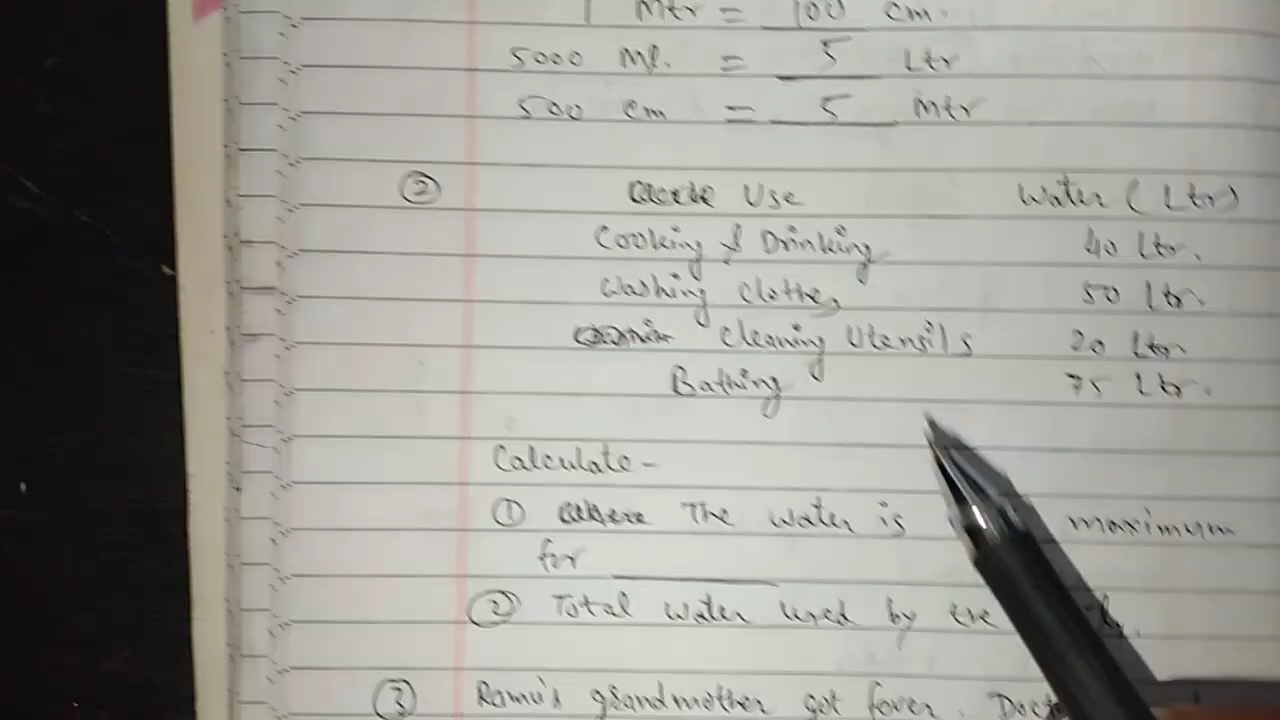 1 Mtr = 100 cm.
5000 Ml. = 5 Ltr
500 cm = 5 Mtr
② Use Water (Ltr)
Cooking & Drinking 40 Ltr.
Washing Clothes 50 Ltr.
Cleaning Utensils 20 Ltr.
Bathing 75 Ltr.
Calculate -
① The water is maximum
for ______
② Total water used by the
③ Ramu's grandmother got fever.